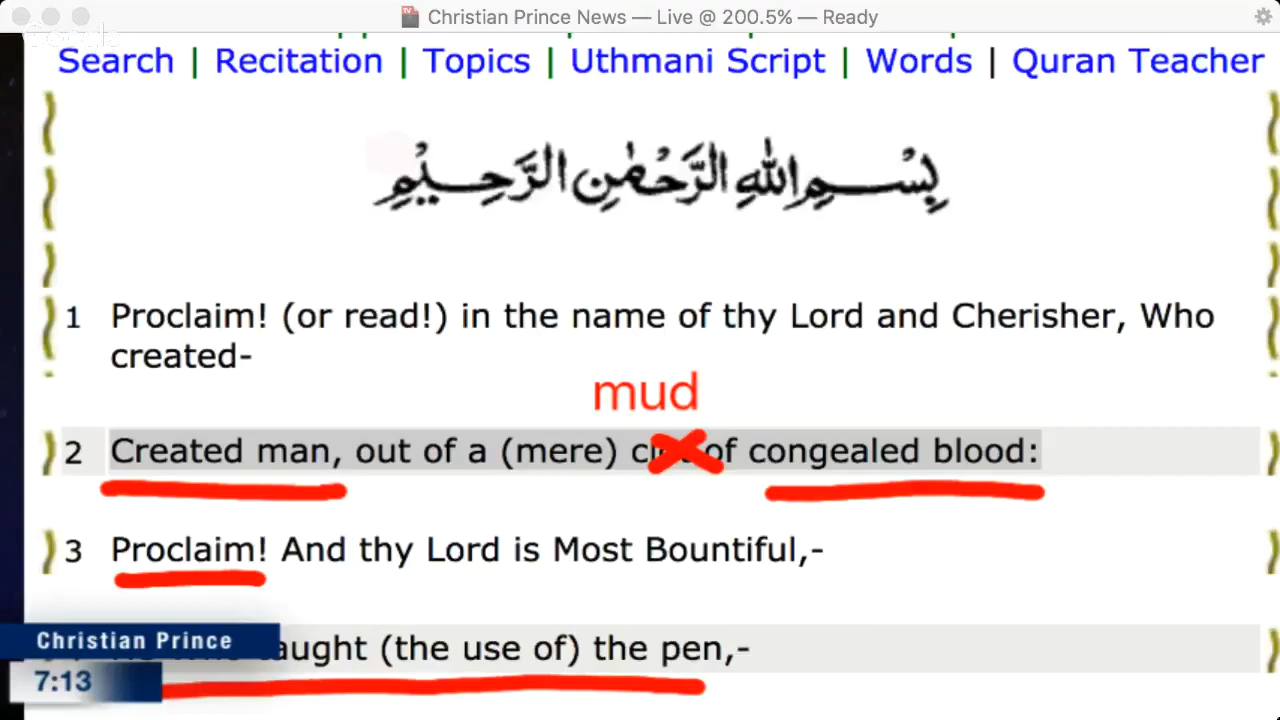 Christian Prince News — Live @ 200.5% — Ready
Search | Recitation | Topics | Uthmani Script | Words | Quran Teacher
بِسْمِ اللهِ الرَّحْمٰنِ الرَّحِيْمِ
1 Proclaim! (or read!) in the name of thy Lord and Cherisher, Who
created-
mud
2 Created man, out of a (mere) of congealed blood:
3 Proclaim! And thy Lord is Most Bountiful,-
taught (the use of) the pen,-
Christian Prince
7:13